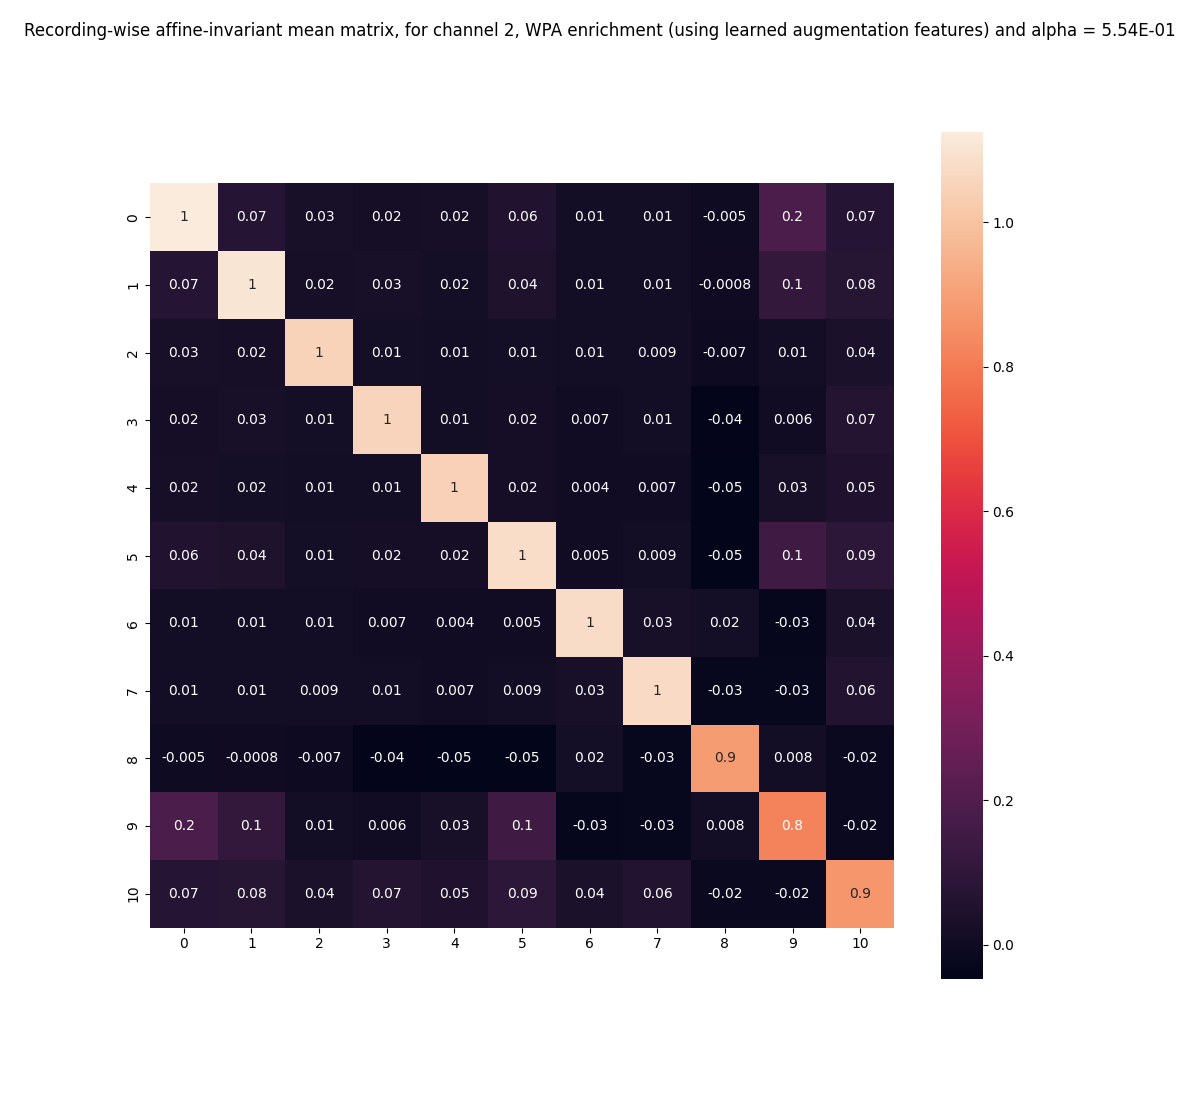 Recording-wise affine-invariant mean matrix, for channel 2, WPA enrichment (using learned augmentation features) and alpha = 5.54E-01
0 1 0.07 0.03 0.02 0.02 0.06 0.01 0.01 -0.005 0.2 0.07
1 0.07 1 0.02 0.03 0.02 0.04 0.01 0.01 -0.0008 0.1 0.08
2 0.03 0.02 1 0.01 0.01 0.01 0.01 0.009 -0.007 0.01 0.04
3 0.02 0.03 0.01 1 0.01 0.02 0.007 0.01 -0.04 0.006 0.07
4 0.02 0.02 0.01 0.01 1 0.02 0.004 0.007 -0.05 0.03 0.05
5 0.06 0.04 0.01 0.02 0.02 1 0.005 0.009 -0.05 0.1 0.09
6 0.01 0.01 0.01 0.007 0.004 0.005 1 0.03 0.02 -0.03 0.04
7 0.01 0.01 0.009 0.01 0.007 0.009 0.03 1 -0.03 -0.03 0.06
8 -0.005 -0.0008 -0.007 -0.04 -0.05 -0.05 0.02 -0.03 0.9 0.008 -0.02
9 0.2 0.1 0.01 0.006 0.03 0.1 -0.03 -0.03 0.008 0.8 -0.02
10 0.07 0.08 0.04 0.07 0.05 0.09 0.04 0.06 -0.02 -0.02 0.9
0 1 2 3 4 5 6 7 8 9 10
1.0
0.8
0.6
0.4
0.2
0.0